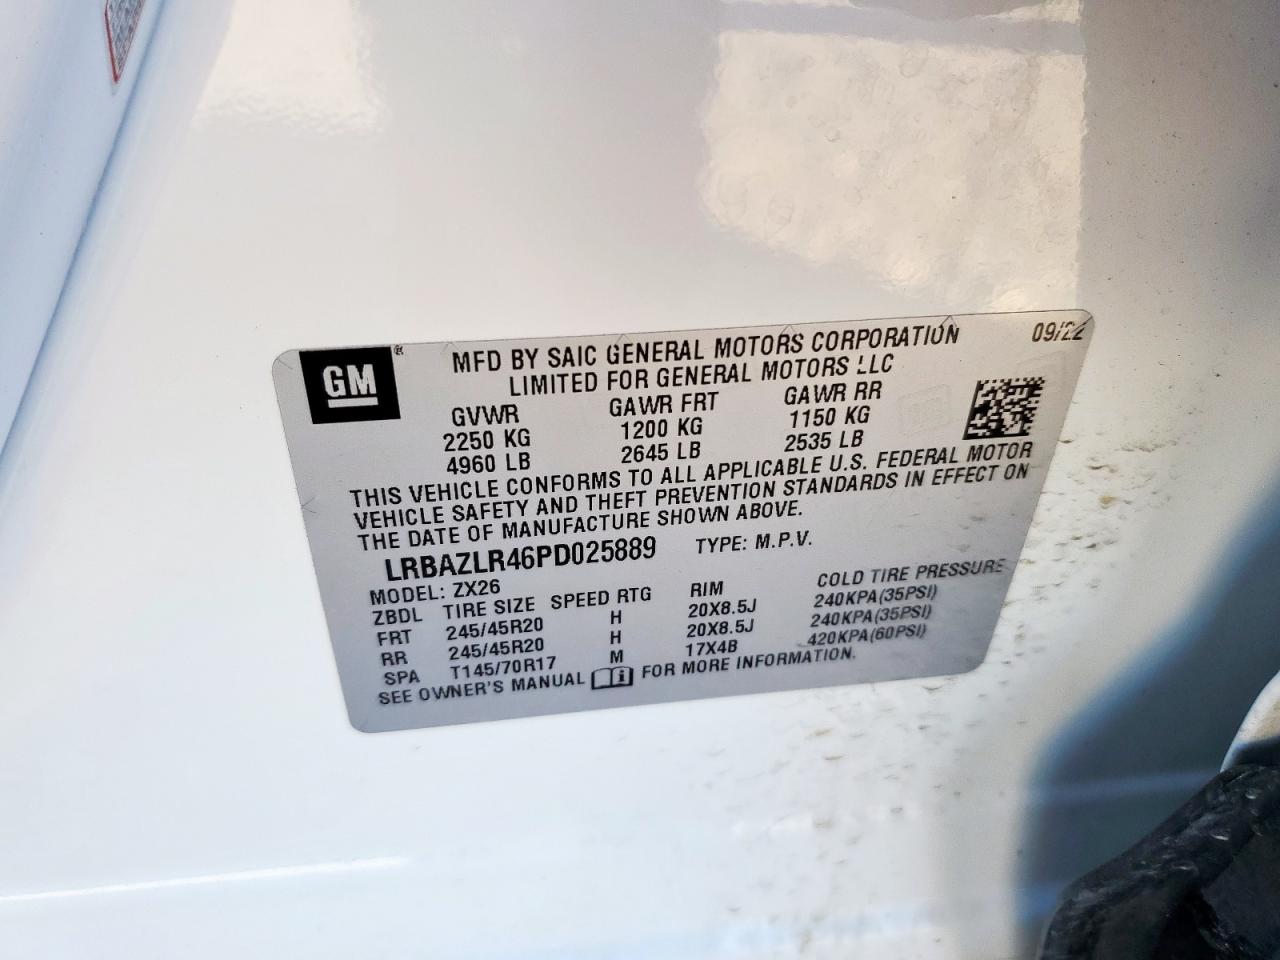 GM ®
MFD BY SAIC GENERAL MOTORS CORPORATION 09/22
LIMITED FOR GENERAL MOTORS LLC
GVWR GAWR FRT GAWR RR
2250 KG 1200 KG 1150 KG
4960 LB 2645 LB 2535 LB
THIS VEHICLE CONFORMS TO ALL APPLICABLE U.S. FEDERAL MOTOR
VEHICLE SAFETY AND THEFT PREVENTION STANDARDS IN EFFECT ON
THE DATE OF MANUFACTURE SHOWN ABOVE.
LRBAZLR46PD025889 TYPE: M.P.V.
MODEL: ZX26
ZBDL TIRE SIZE SPEED RTG RIM COLD TIRE PRESSURE
FRT 245/45R20 H 20X8.5J 240KPA(35PSI)
RR 245/45R20 H 20X8.5J 240KPA(35PSI)
SPA T145/70R17 M 17X4B 420KPA(60PSI)
SEE OWNER'S MANUAL FOR MORE INFORMATION.